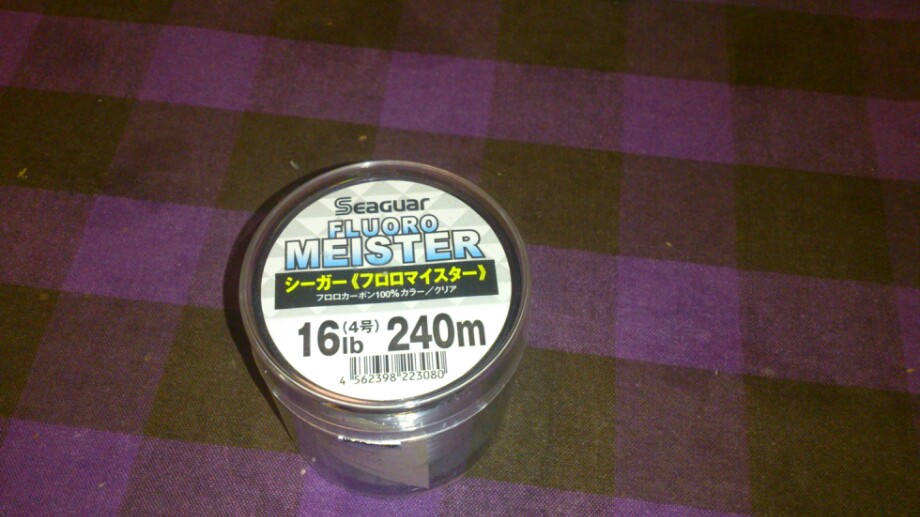 Seaguar
FLUORO
MEISTER
シーガー《フロロマイスター》
フロロカーボン100%カラー/クリア
16lb (4号) 240m
4 562398 223080